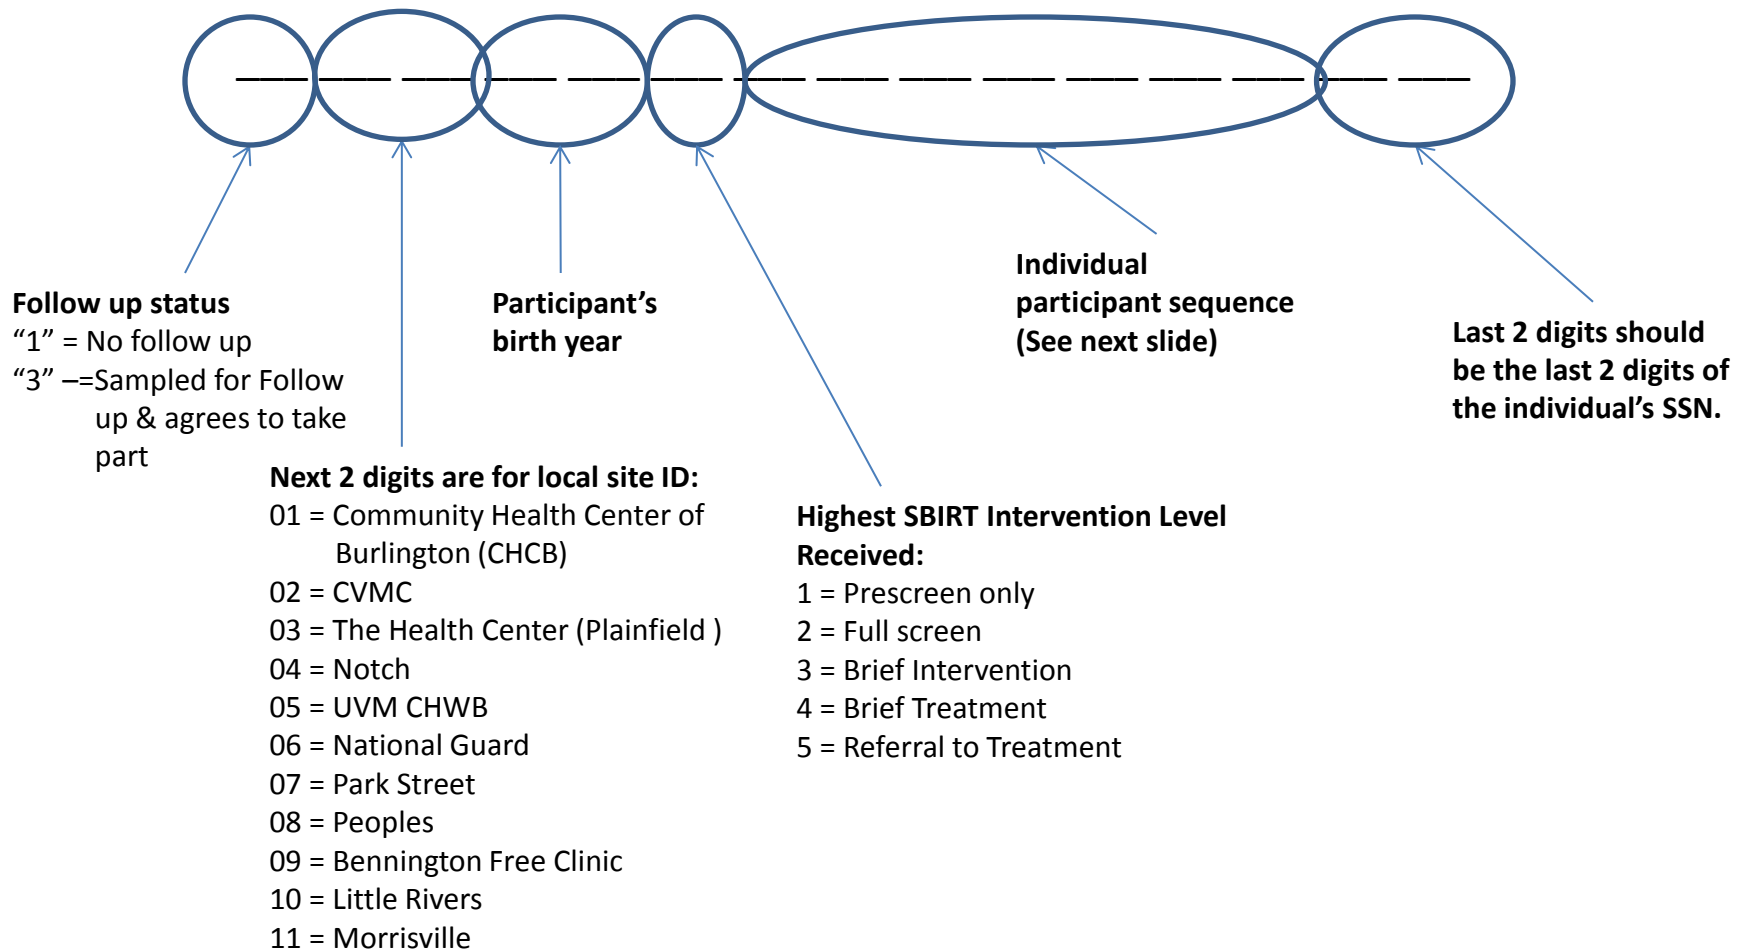 Follow up status
“1” = No follow up
“3” –=Sampled for Follow
up & agrees to take
part
Next 2 digits are for local site ID:
01 = Community Health Center of
Burlington (CHCB)
02 = CVMC
03 = The Health Center (Plainfield )
04 = Notch
05 = UVM CHWB
06 = National Guard
07 = Park Street
08 = Peoples
09 = Bennington Free Clinic
10 = Little Rivers
11 = Morrisville
Participant’s
birth year
Highest SBIRT Intervention Level
Received:
1 = Prescreen only
2 = Full screen
3 = Brief Intervention
4 = Brief Treatment
5 = Referral to Treatment
Individual
participant sequence
(See next slide)
Last 2 digits should
be the last 2 digits of
the individual’s SSN.